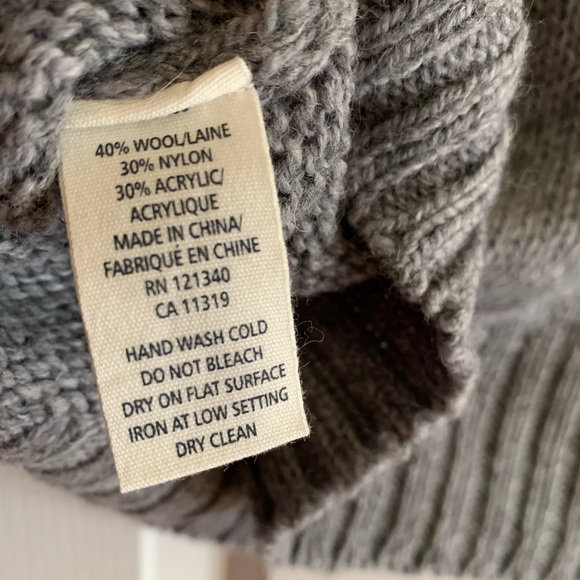 40% WOOL/LAINE
30% NYLON
30% ACRYLIC/
ACRYLIQUE
MADE IN CHINA/
FABRIQUÉ EN CHINE
RN 121340
CA 11319
HAND WASH COLD
DO NOT BLEACH
DRY ON FLAT SURFACE
IRON AT LOW SETTING
DRY CLEAN